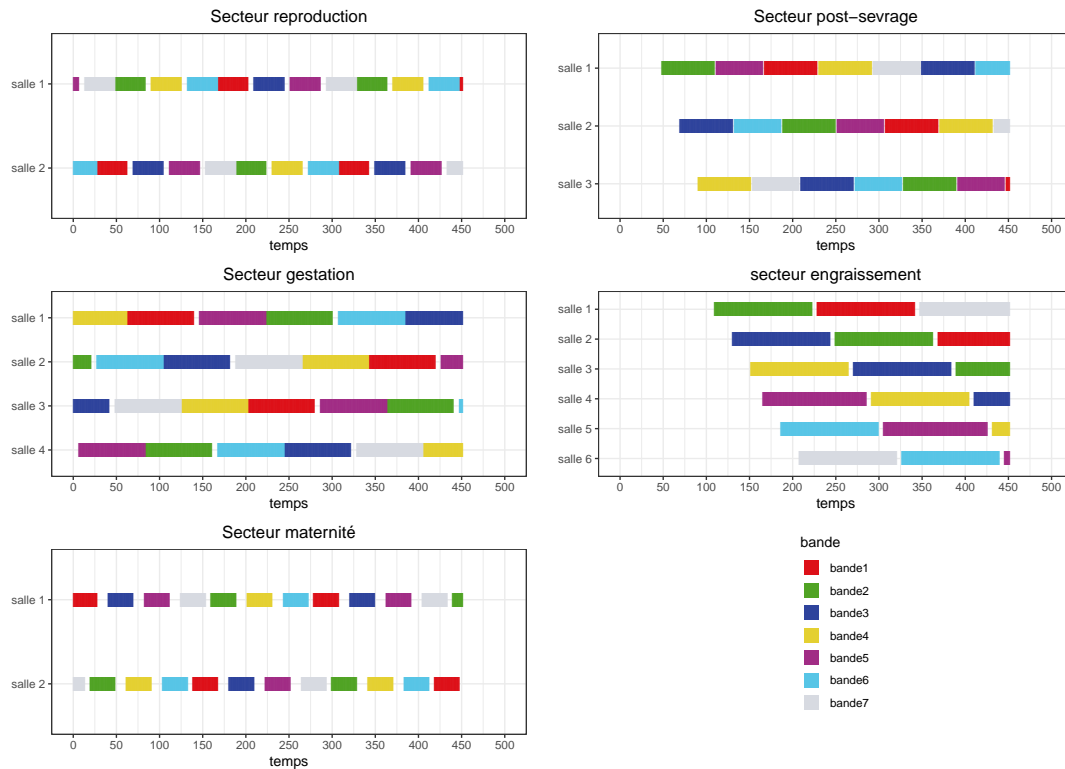 Secteur reproduction
salle 1
salle 2
0 50 100 150 200 250 300 350 400 450 500
temps
Secteur post−sevrage
salle 1
salle 2
salle 3
0 50 100 150 200 250 300 350 400 450 500
temps
Secteur gestation
salle 1
salle 2
salle 3
salle 4
0 50 100 150 200 250 300 350 400 450 500
temps
secteur engraissement
salle 1
salle 2
salle 3
salle 4
salle 5
salle 6
0 50 100 150 200 250 300 350 400 450 500
temps
Secteur maternité
salle 1
salle 2
0 50 100 150 200 250 300 350 400 450 500
temps
bande
bande1
bande2
bande3
bande4
bande5
bande6
bande7